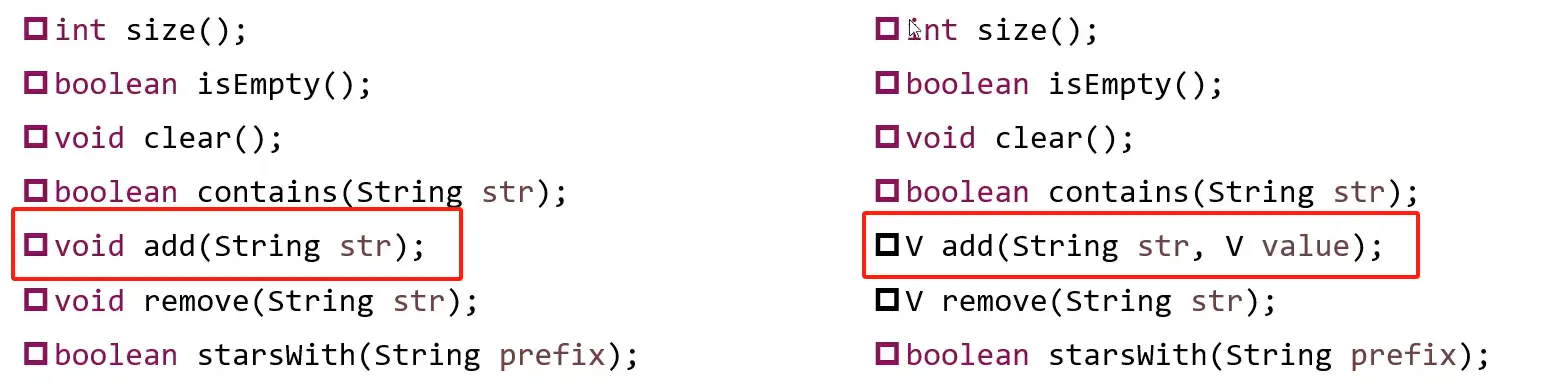 int size();
boolean isEmpty();
void clear();
boolean contains(String str);
void add(String str);
void remove(String str);
boolean starsWith(String prefix);
int size();
boolean isEmpty();
void clear();
boolean contains(String str);
V add(String str, V value);
V remove(String str);
boolean starsWith(String prefix);